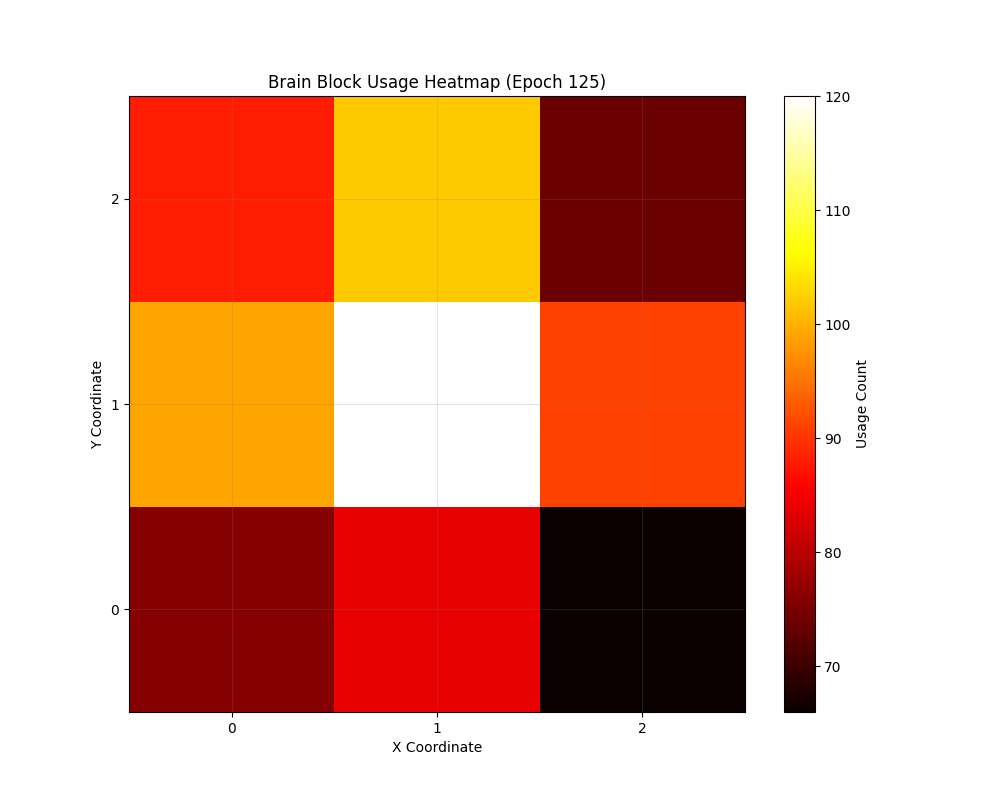 Brain Block Usage Heatmap (Epoch 125)
2
1
0
Y Coordinate
0 1 2
X Coordinate
120
110
100
90
80
70
Usage Count